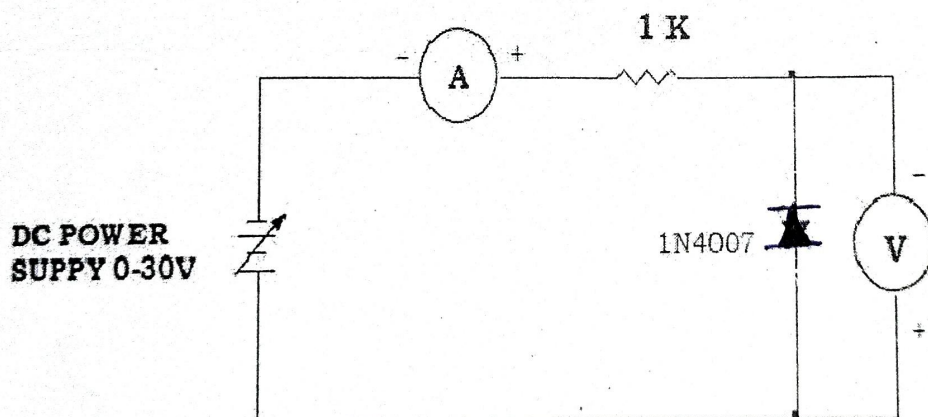 1 K
- A +
-
DC POWER
SUPPY 0-30V
1N4007
V
+